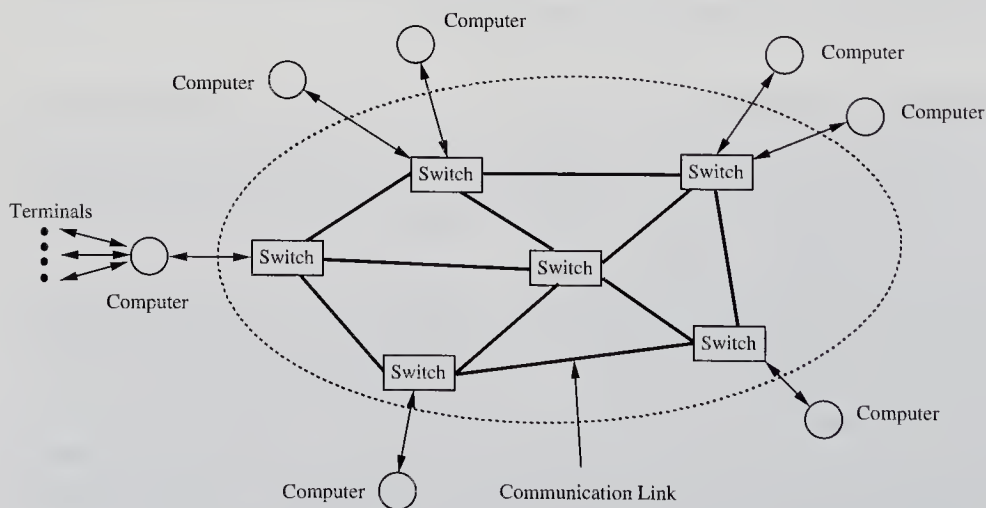 Computer
Computer
Computer
Computer
Switch
Switch
Terminals
Switch
Switch
Computer
Switch
Switch
Computer
Computer
Communication Link